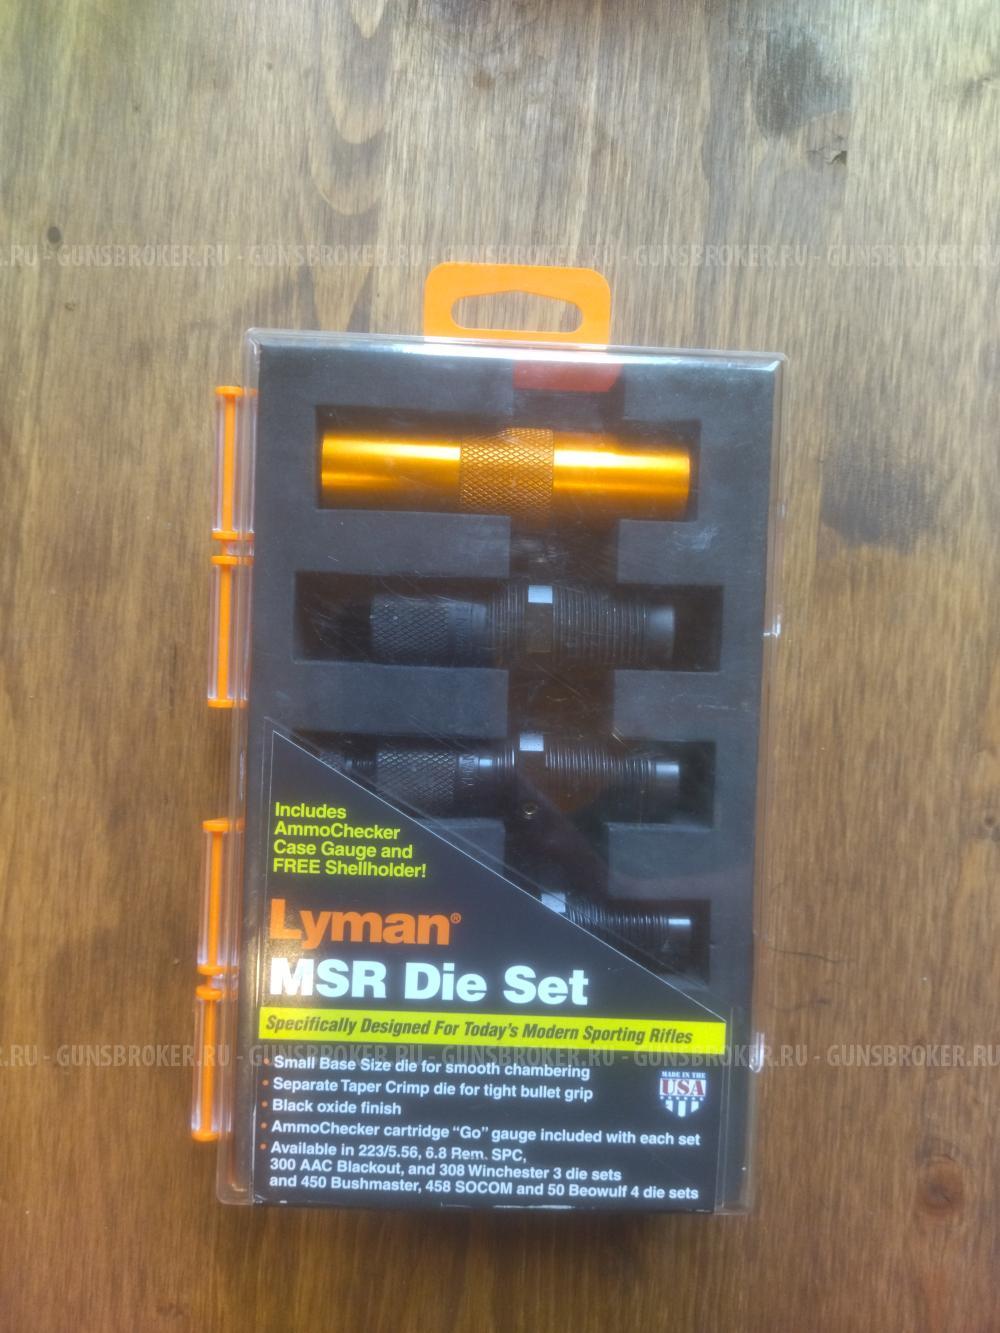 .RU - GUNSBROKER.RU - GUNSBROKER.RU - GUNSBROKER.RU - GUNSBROKER.RU - GUNSBROKER.RU
Includes
AmmoChecker
Case Gauge and
FREE Shellholder!
Lyman®
MSR Die Set
Specifically Designed For Today's Modern Sporting Rifles
.RU - GUNSBROKER.RU - GUNSBROKER.RU - GUNSBROKER.RU - GUNSBROKER.RU - GUNSBROKER.RU
• Small Base Size die for smooth chambering
• Separate Taper Crimp die for tight bullet grip
• Black oxide finish
• AmmoChecker cartridge “Go” gauge included with each set
• Available in 223/5.56, 6.8 Rem. SPC,
300 AAC Blackout, and 308 Winchester 3 die sets
and 450 Bushmaster, 458 SOCOM and 50 Beowulf 4 die sets
MADE IN THE
USA